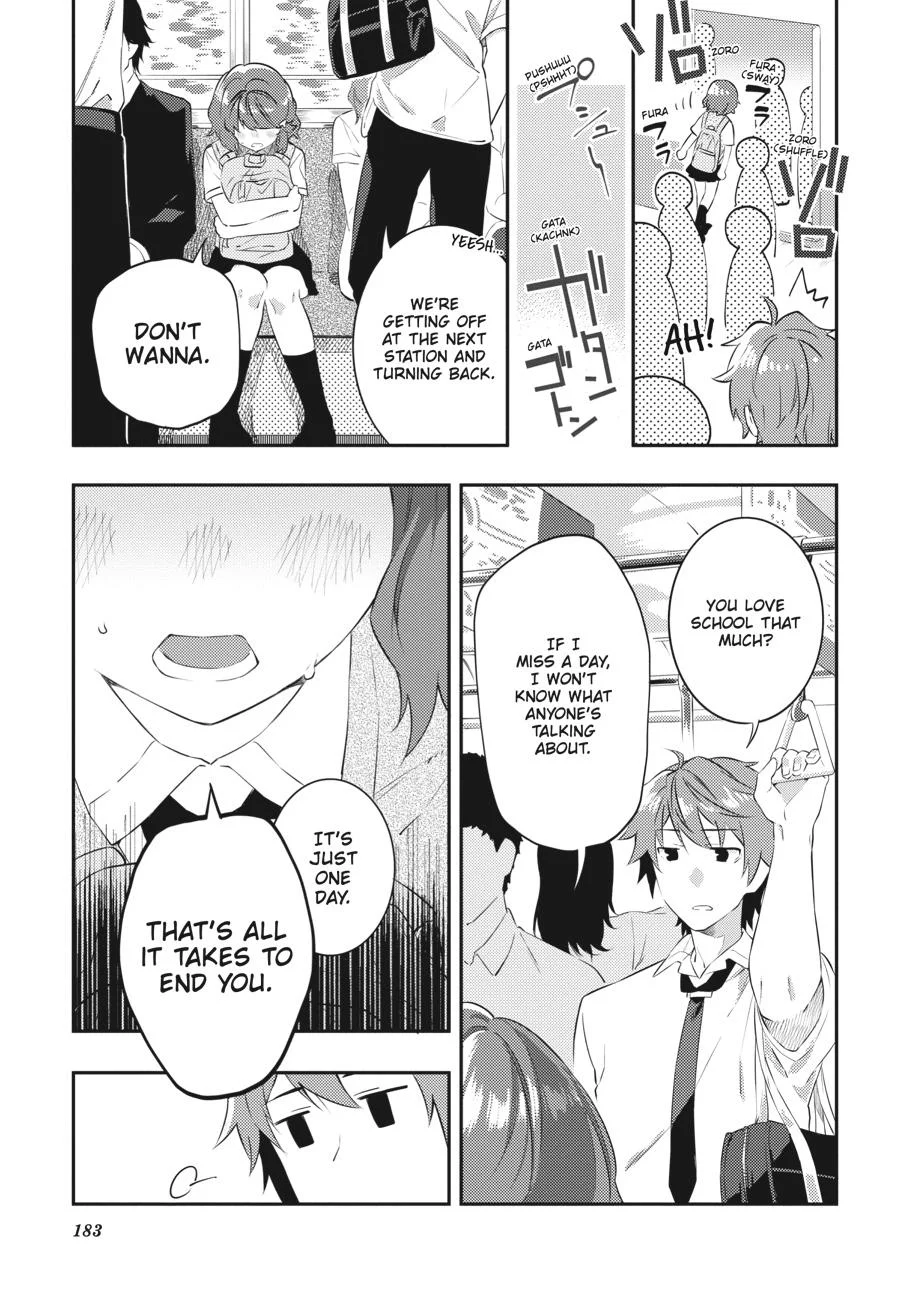 ゾロ
ZORO
FURA
(SWAY)
FURA
フラ
フラ
ZORO
(SHUFFLE)
ゾロ
AH!
PUSHUUU
(PSHHHT)
プシュー
GATA
(KACHNK)
ガタン
GATA
ゴトン
YEESH...
WE'RE
GETTING OFF
AT THE NEXT
STATION AND
TURNING BACK.
DON'T
WANNA.
YOU LOVE
SCHOOL THAT
MUCH?
IF I
MISS A DAY,
I WON'T
KNOW WHAT
ANYONE'S
TALKING
ABOUT.
IT'S
JUST
ONE
DAY.
THAT'S ALL
IT TAKES TO
END YOU.
183